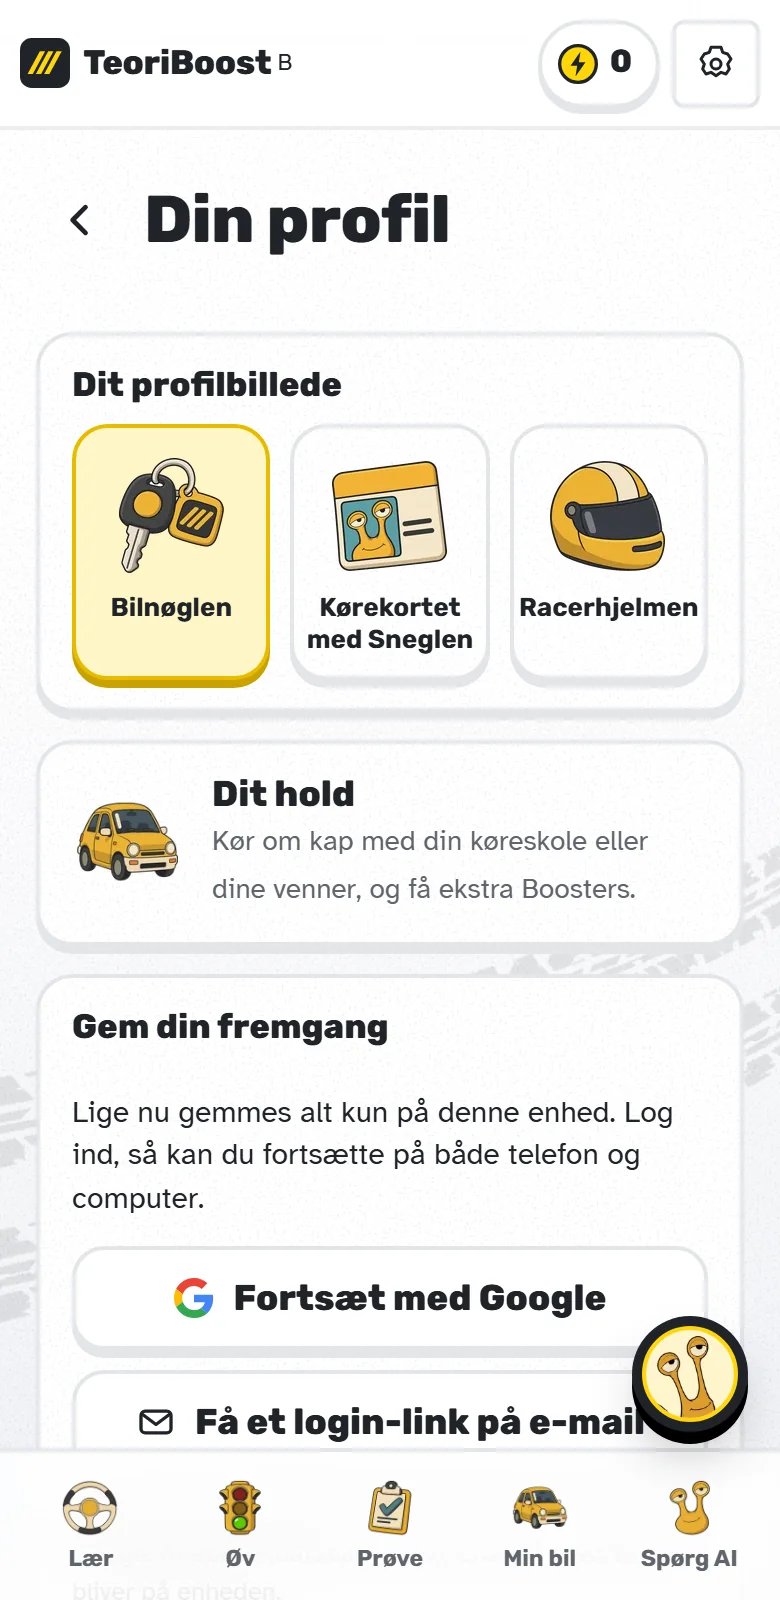 TeoriBoost B
0
Din profil
Dit profilbillede
Bilnøglen
Kørekortet
med Sneglen
Racerhjelmen
Dit hold
Kør om kap med din køreskole eller
dine venner, og få ekstra Boosters.
Gem din fremgang
Lige nu gemmes alt kun på denne enhed. Log
ind, så kan du fortsætte på både telefon og
computer.
Fortsæt med Google
Få et login-link på e-mail
Lær
Øv
Prøve
Min bil
Spørg AI
bliver på enheden.